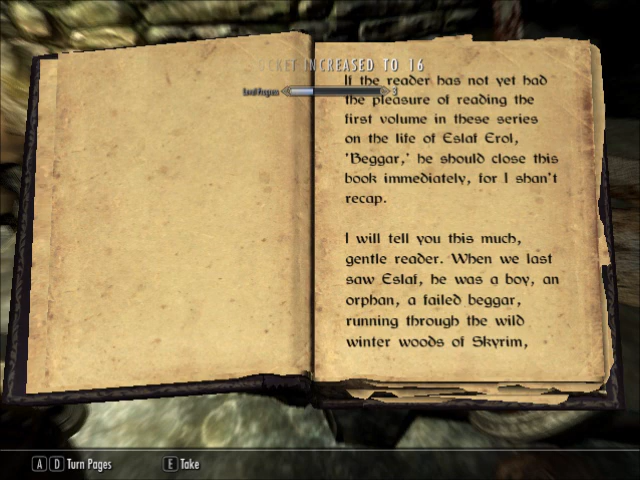 INCREASED TO 16
Level Progress
3
If the reader has not yet had
the pleasure of reading the
first volume in these series
on the life of Eslaf Erol,
'Beggar,' he should close this
book immediately, for I shan't
recap.
I will tell you this much,
gentle reader. When we last
saw Eslaf, he was a boy, an
orphan, a failed beggar,
running through the wild
winter woods of Skyrim,
A D Turn Pages
E Take